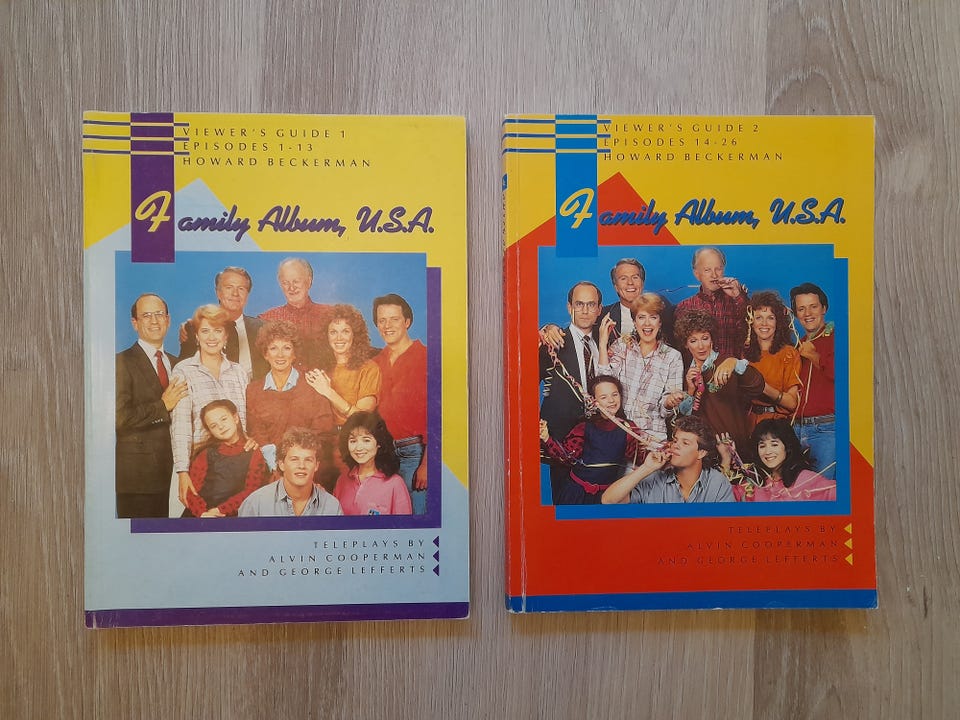 VIEWER'S GUIDE 1
EPISODES 1-13
HOWARD BECKERMAN
Family Album, U.S.A.
TELEPLAYS BY
ALVIN COOPERMAN
AND GEORGE LEFFERTS
VIEWER'S GUIDE 2
EPISODES 14-26
HOWARD BECKERMAN
Family Album, U.S.A.
TELEPLAYS BY
ALVIN COOPERMAN
AND GEORGE LEFFERTS